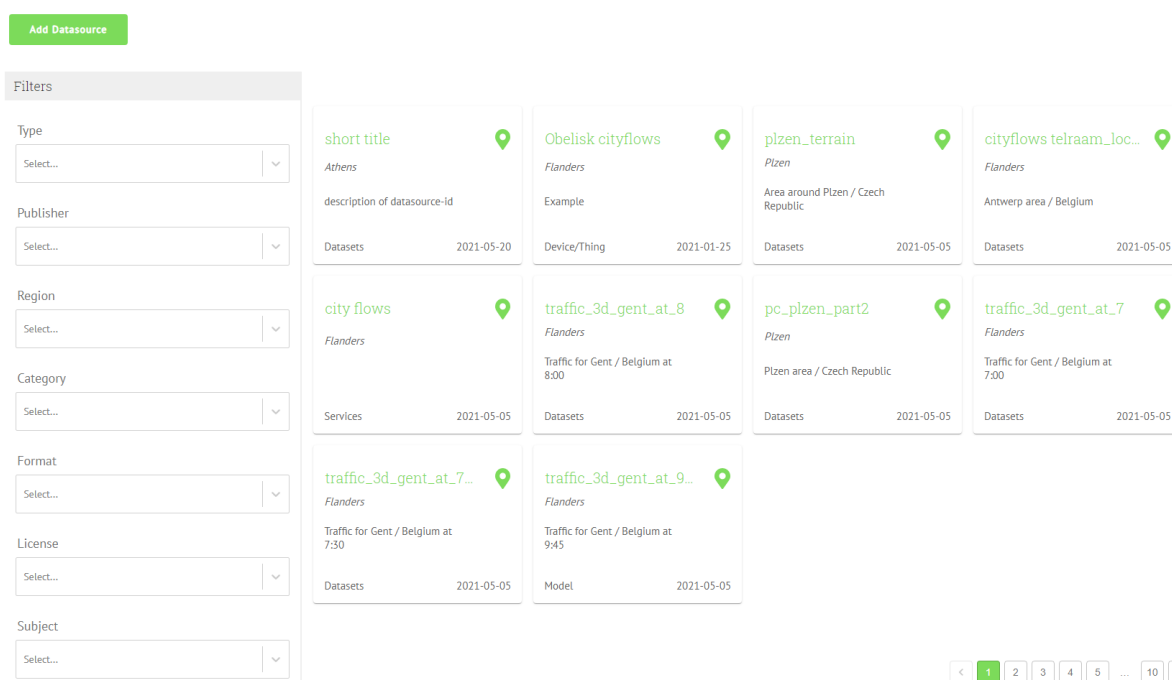 Add Datasource
Filters
Type
Select...
Publisher
Select...
Region
Select...
Category
Select...
Format
Select...
License
Select...
Subject
Select...
short title
Athens
description of datasource-id
Datasets 2021-05-20
Obelisk cityflows
Flanders
Example
Device/Thing 2021-01-25
plzen_terrain
Plzen
Area around Plzen / Czech
Republic
Datasets 2021-05-05
cityflows telraam_loc...
Flanders
Antwerp area / Belgium
Datasets 2021-05-05
city flows
Flanders
Services 2021-05-05
traffic_3d_gent_at_8
Flanders
Traffic for Gent / Belgium at
8:00
Datasets 2021-05-05
pc_plzen_part2
Plzen
Plzen area / Czech Republic
Datasets 2021-05-05
traffic_3d_gent_at_7
Flanders
Traffic for Gent / Belgium at
7:00
Datasets 2021-05-05
traffic_3d_gent_at_7...
Flanders
Traffic for Gent / Belgium at
7:30
Datasets 2021-05-05
traffic_3d_gent_at_9...
Flanders
Traffic for Gent / Belgium at
9:45
Model 2021-05-05
< 1 2 3 4 5 ... 10